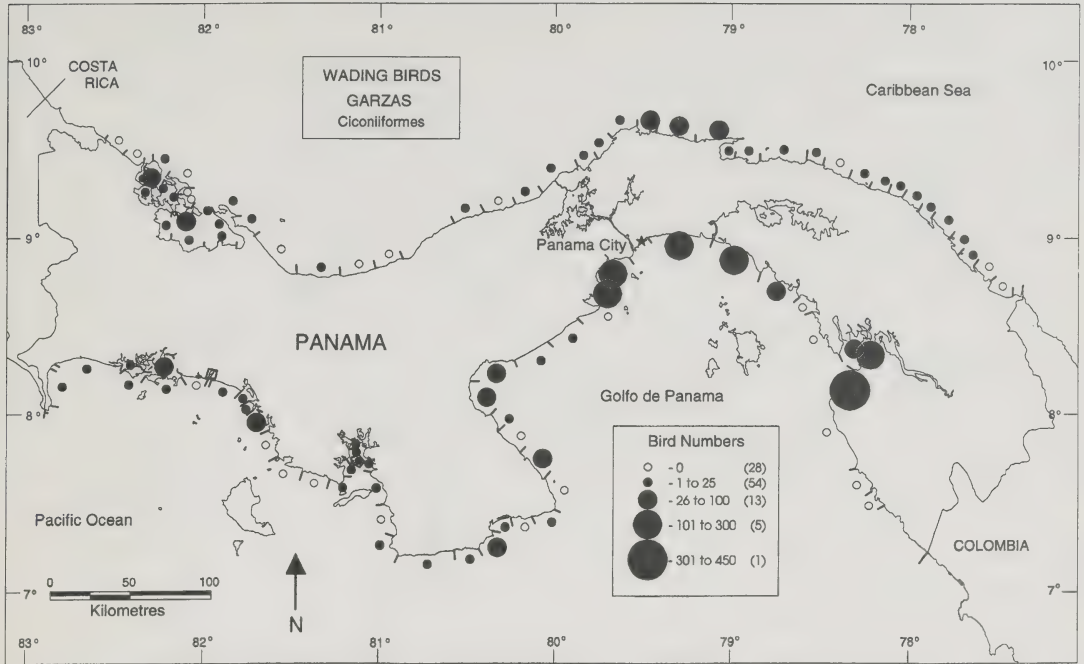 83°
82°
81°
80°
79°
78°
10°
10°
COSTA
RICA
WADING BIRDS
GARZAS
Ciconiiformes
Caribbean Sea
9°
9°
Panama City
PANAMA
8°
8°
Golfo de Panama
Bird Numbers
- 0 (28)
- 1 to 25 (54)
- 26 to 100 (13)
- 101 to 300 (5)
- 301 to 450 (1)
Pacific Ocean
COLOMBIA
7°
7°
0 50 100
Kilometres
N
83°
82°
81°
80°
79°
78°